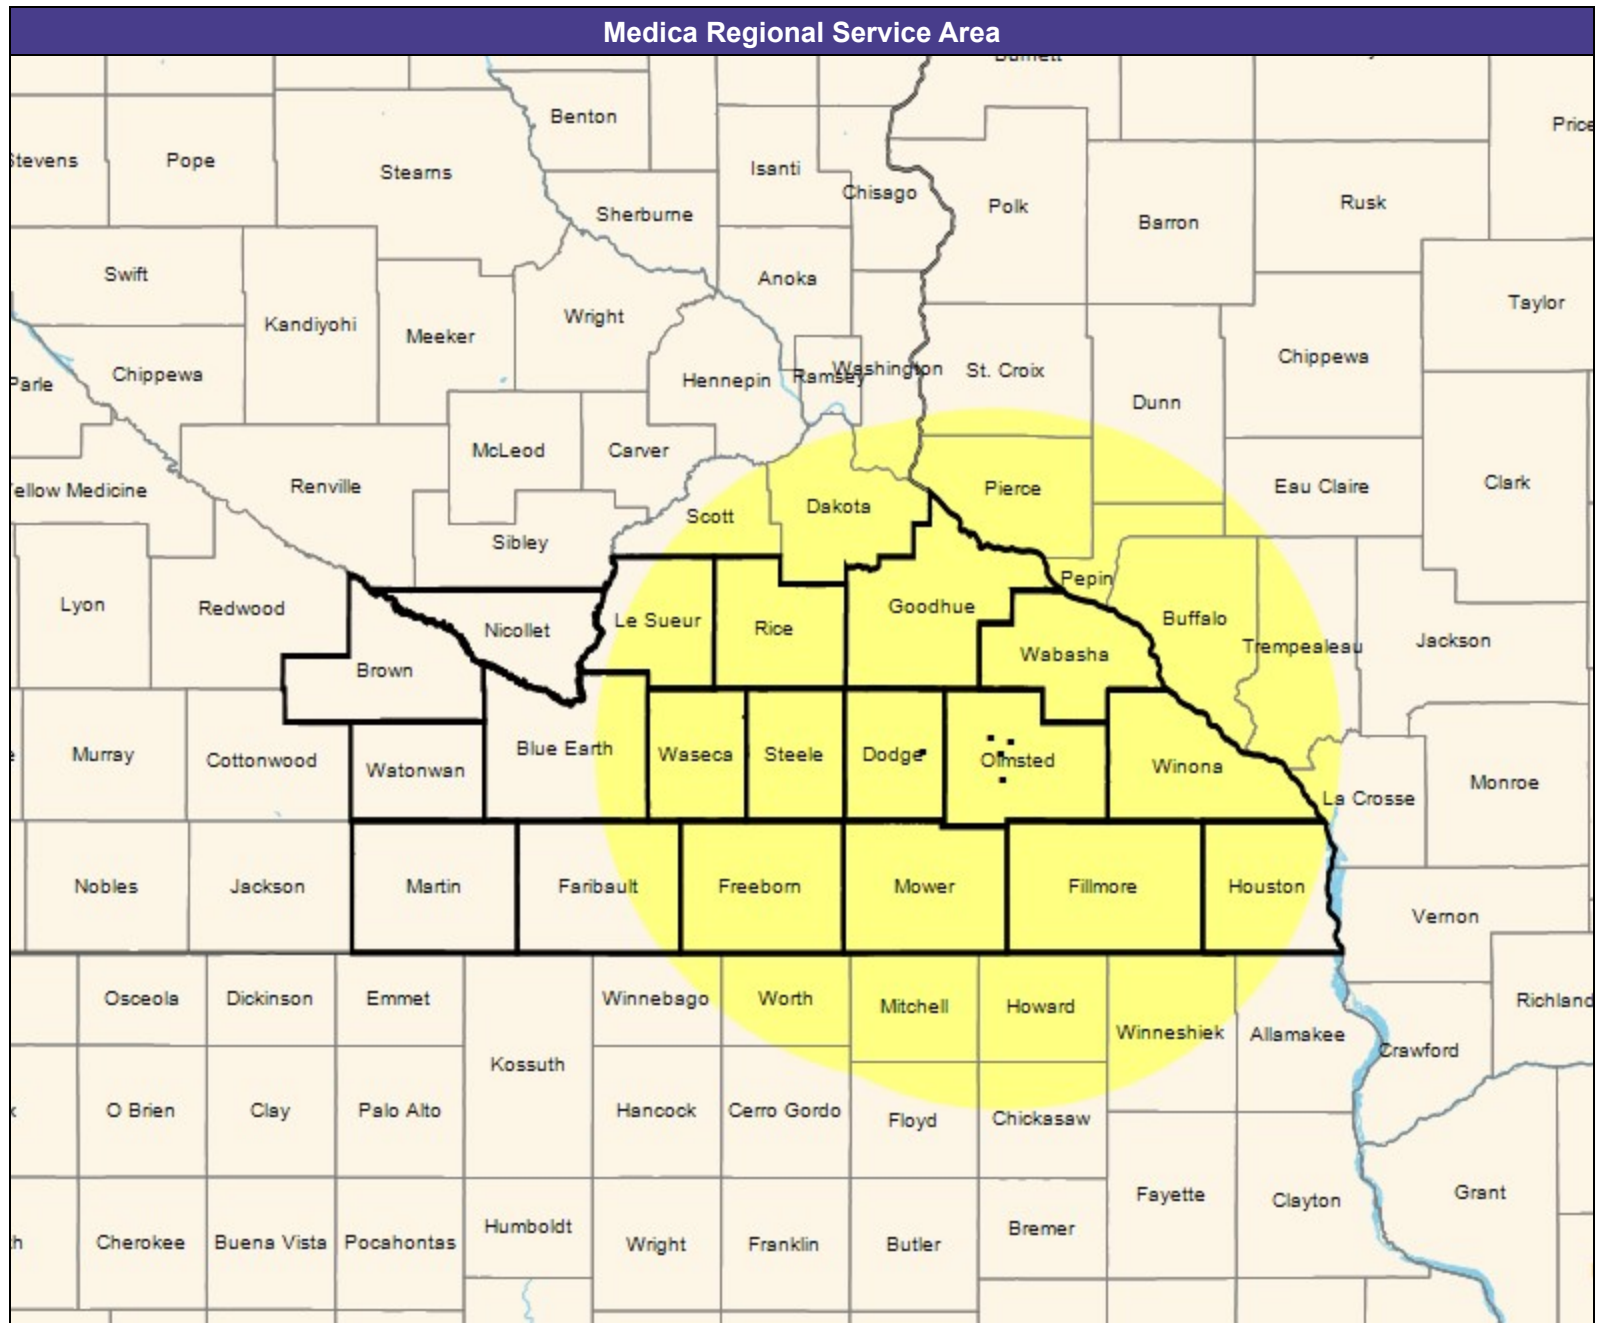 Medica Regional Service Area
Benton
Price
Stevens
Pope
Stearns
Isanti
Chisago
Polk
Barron
Rusk
Sherburne
Swift
Anoka
Taylor
Kandiyohi
Meeker
Wright
Chippewa
Parle
Chippewa
Hennepin
Ramsey
Washington
St. Croix
Dunn
McLeod
Carver
Renville
ellow Medicine
Pierce
Eau Claire
Clark
Scott
Dakota
Sibley
Lyon
Redwood
Nicollet
Le Sueur
Rice
Goodhue
Pepin
Buffalo
Trempealeau
Jackson
Brown
Wabasha
Murray
Cottonwood
Watonwan
Blue Earth
Waseca
Steele
Dodge
Olmsted
Winona
La Crosse
Monroe
Nobles
Jackson
Martin
Faribault
Freeborn
Mower
Fillmore
Houston
Vernon
Osceola
Dickinson
Emmet
Winnebago
Worth
Mitchell
Howard
Winneshiek
Allamakee
Crawford
Richland
Kossuth
O Brien
Clay
Palo Alto
Hancock
Cerro Gordo
Floyd
Chickasaw
Fayette
Clayton
Grant
Cherokee
Buena Vista
Pocahontas
Humboldt
Wright
Franklin
Butler
Bremer